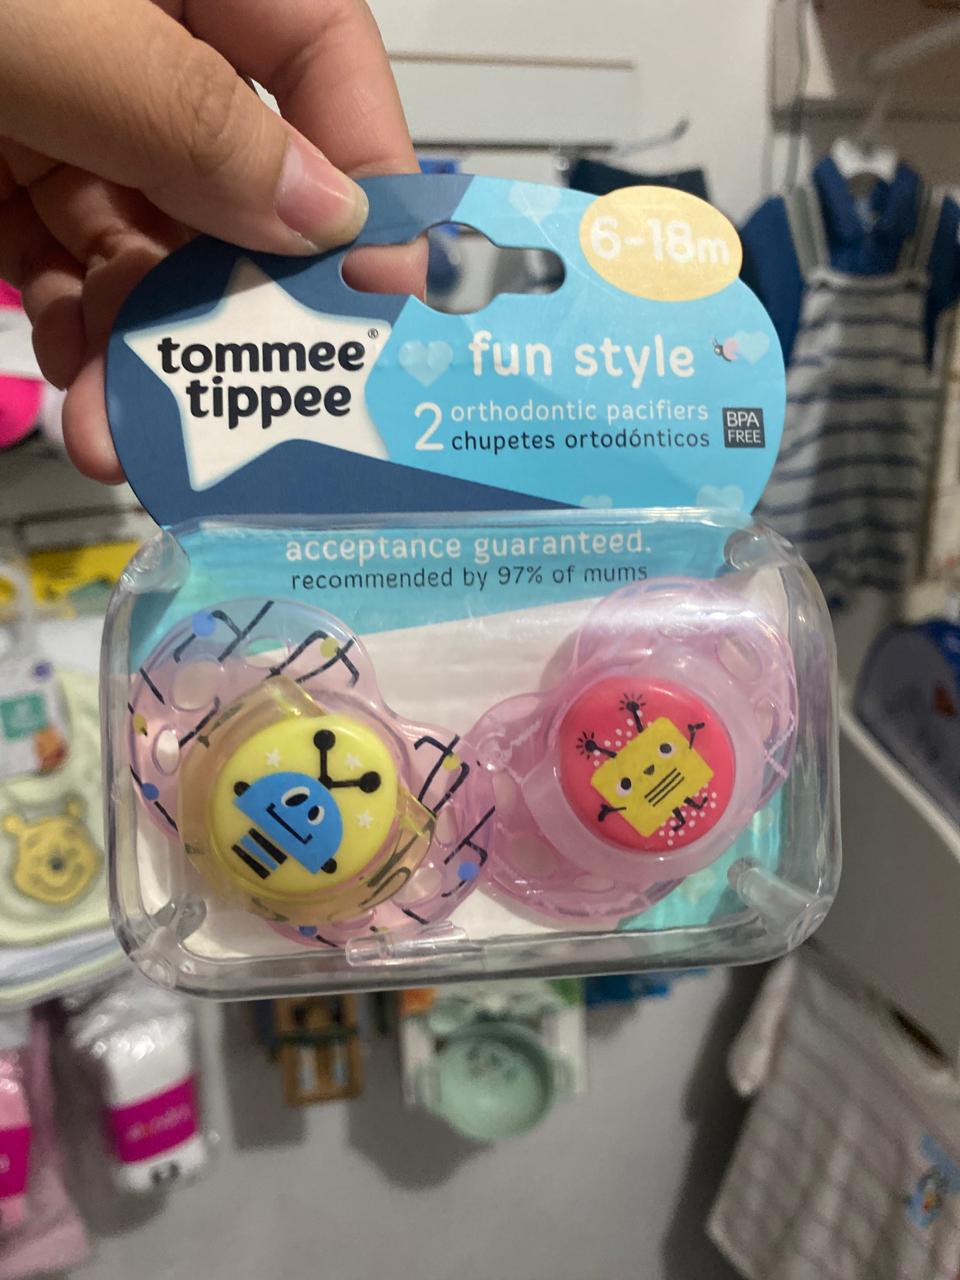 6-18m
tommee®
tippee
fun style
2 orthodontic pacifiers
chupetes ortodónticos
BPA
FREE
acceptance guaranteed.
recommended by 97% of mums